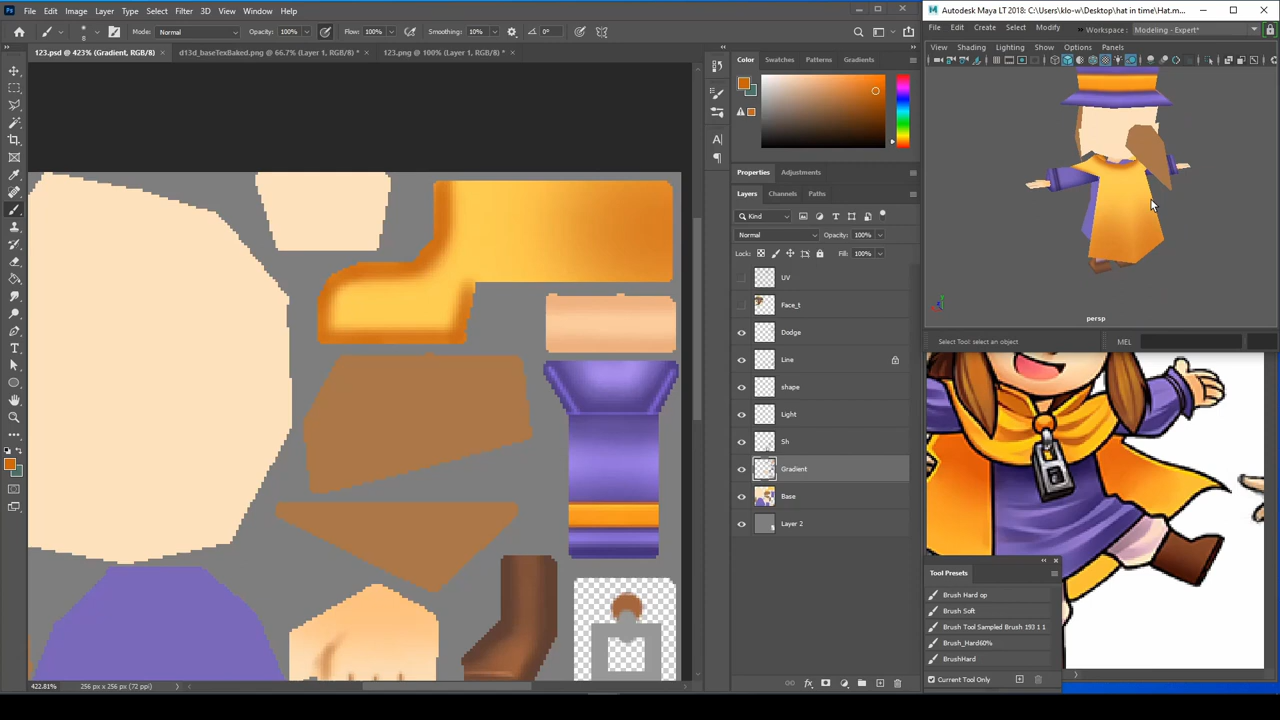 File Edit Image Layer Type Select Filter 3D View Window Help
Mode: Normal Opacity: 100% Flow: 100% Smoothing: 10% 0°
8
123.psd @ 423% (Gradient, RGB/8) × d13d_baseTexBaked.png @ 66.7% (Layer 1, RGB/8) * × 123.png @ 100% (Layer 1, RGB/8) * ×
Color Swatches Patterns Gradients
Properties Adjustments
Layers Channels Paths
Kind
Normal Opacity: 100%
Lock: Fill: 100%
UV
Face_t
Dodge
Line
shape
Light
Sh
Gradient
Base
Layer 2
fx
422.81% 256 px x 256 px (72 ppi)
Autodesk Maya LT 2018: C:\Users\klo-w\Desktop\hat in time\Hat.m...
File Edit Create Select Modify Workspace: Modeling - Expert*
View Shading Lighting Show Options Panels
persp
Select Tool: select an object MEL
Tool Presets
Brush Hard op
Brush Soft
Brush Tool Sampled Brush 193 1 1
Brush_Hard60%
BrushHard
Current Tool Only